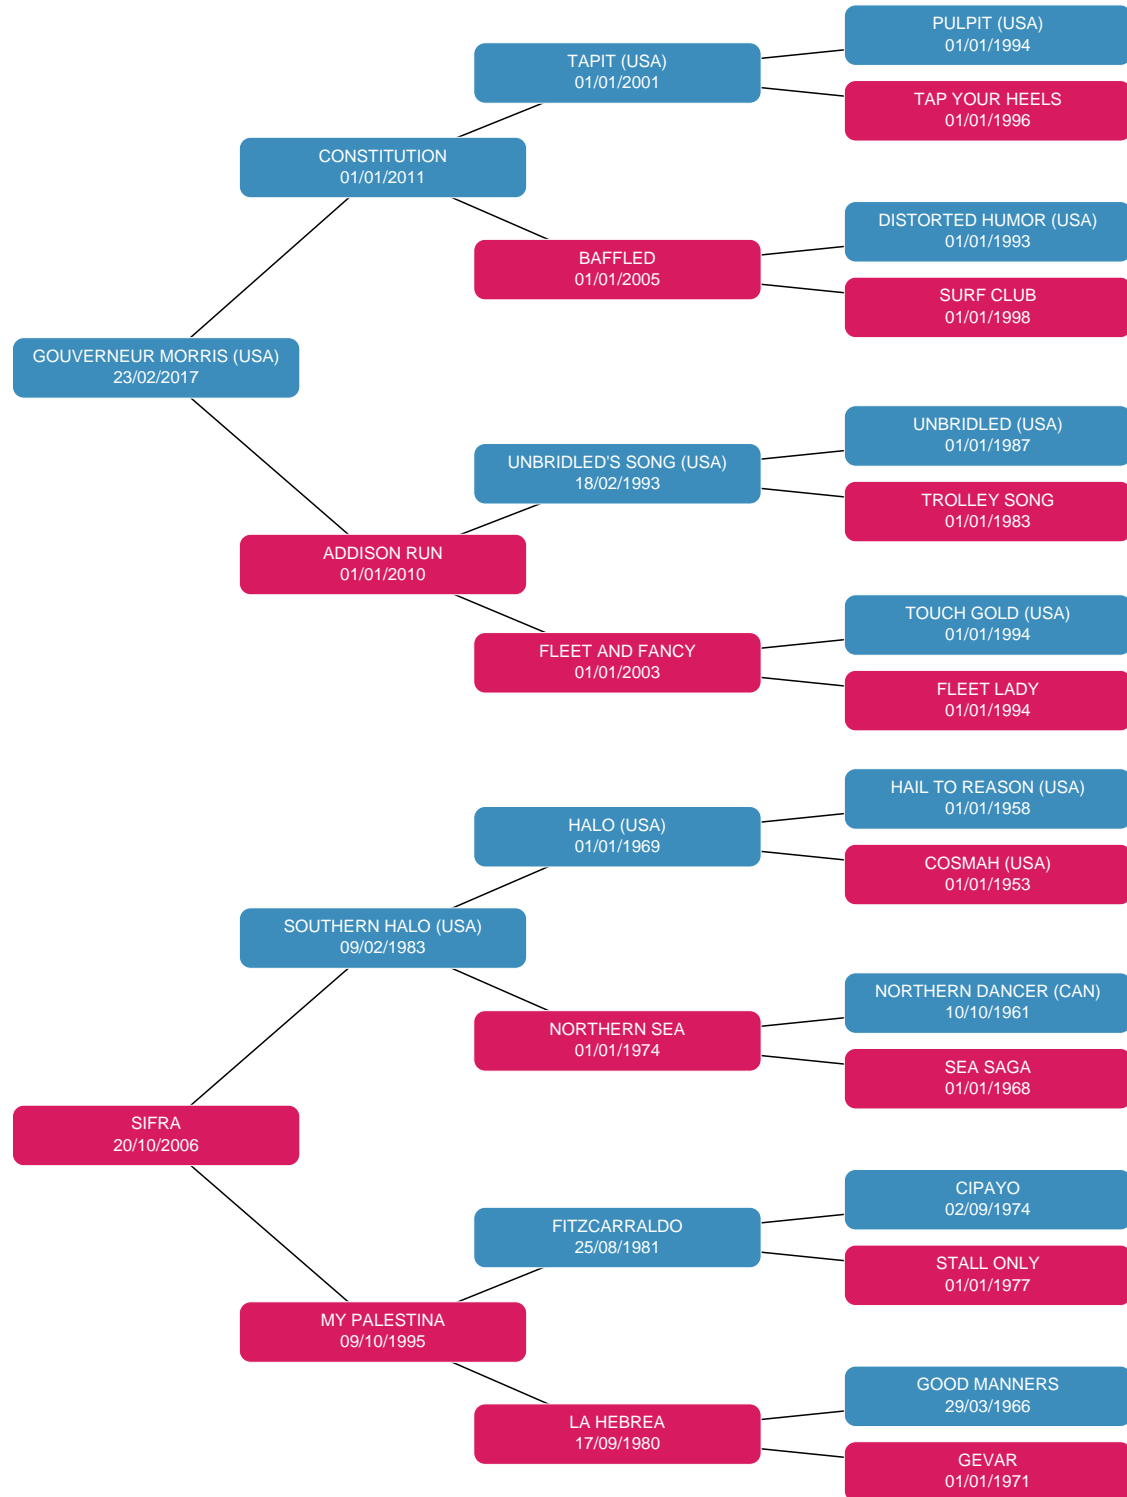 PULPIT (USA)
01/01/1994
TAPIT (USA)
01/01/2001
TAP YOUR HEELS
01/01/1996
CONSTITUTION
01/01/2011
DISTORTED HUMOR (USA)
01/01/1993
BAFFLED
01/01/2005
SURF CLUB
01/01/1998
GOUVERNEUR MORRIS (USA)
23/02/2017
UNBRIDLED (USA)
01/01/1987
UNBRIDLED'S SONG (USA)
18/02/1993
TROLLEY SONG
01/01/1983
ADDISON RUN
01/01/2010
TOUCH GOLD (USA)
01/01/1994
FLEET AND FANCY
01/01/2003
FLEET LADY
01/01/1994
HAIL TO REASON (USA)
01/01/1958
HALO (USA)
01/01/1969
COSMAH (USA)
01/01/1953
SOUTHERN HALO (USA)
09/02/1983
NORTHERN DANCER (CAN)
10/10/1961
NORTHERN SEA
01/01/1974
SEA SAGA
01/01/1968
SIFRA
20/10/2006
CIPAYO
02/09/1974
FITZCARRALDO
25/08/1981
STALL ONLY
01/01/1977
MY PALESTINA
09/10/1995
GOOD MANNERS
29/03/1966
LA HEBREA
17/09/1980
GEVAR
01/01/1971